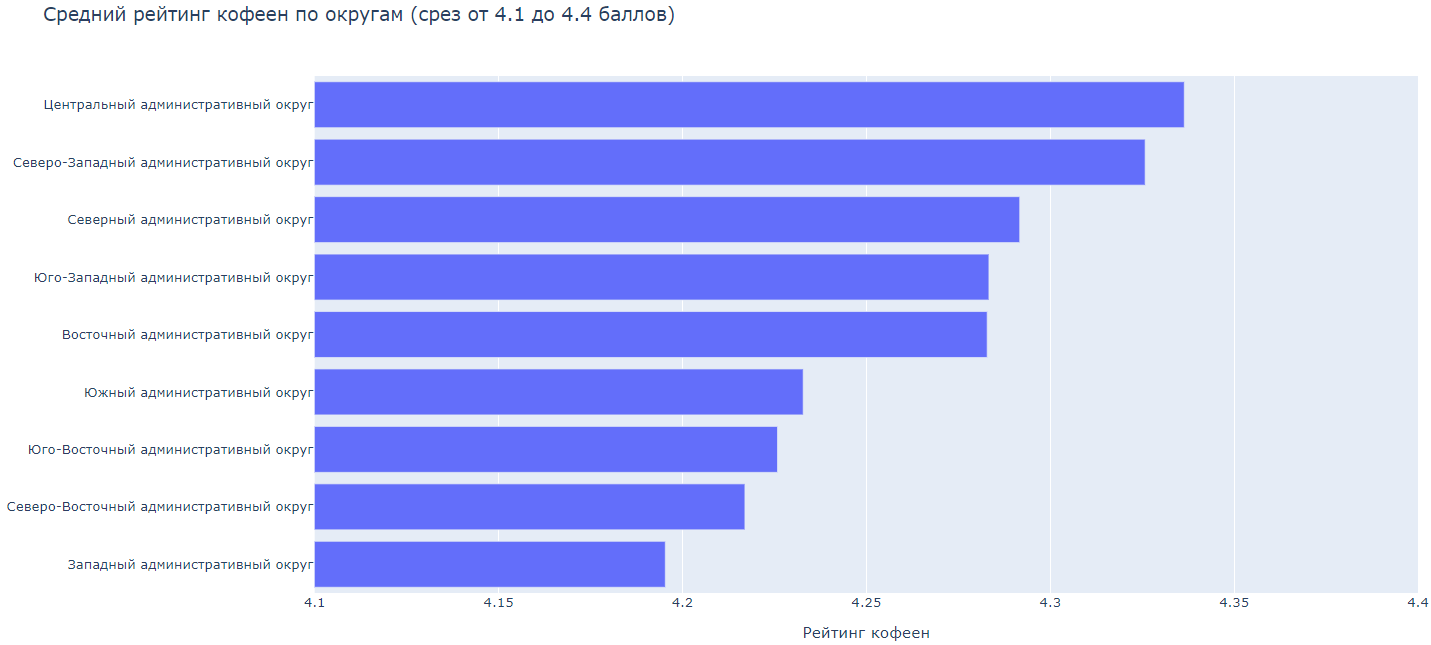 Средний рейтинг кофеен по округам (срез от 4.1 до 4.4 баллов)
Центральный административный округ
Северо-Западный административный округ
Северный административный округ
Юго-Западный административный округ
Восточный административный округ
Южный административный округ
Юго-Восточный административный округ
Северо-Восточный административный округ
Западный административный округ
4.1 4.15 4.2 4.25 4.3 4.35 4.4
Рейтинг кофеен